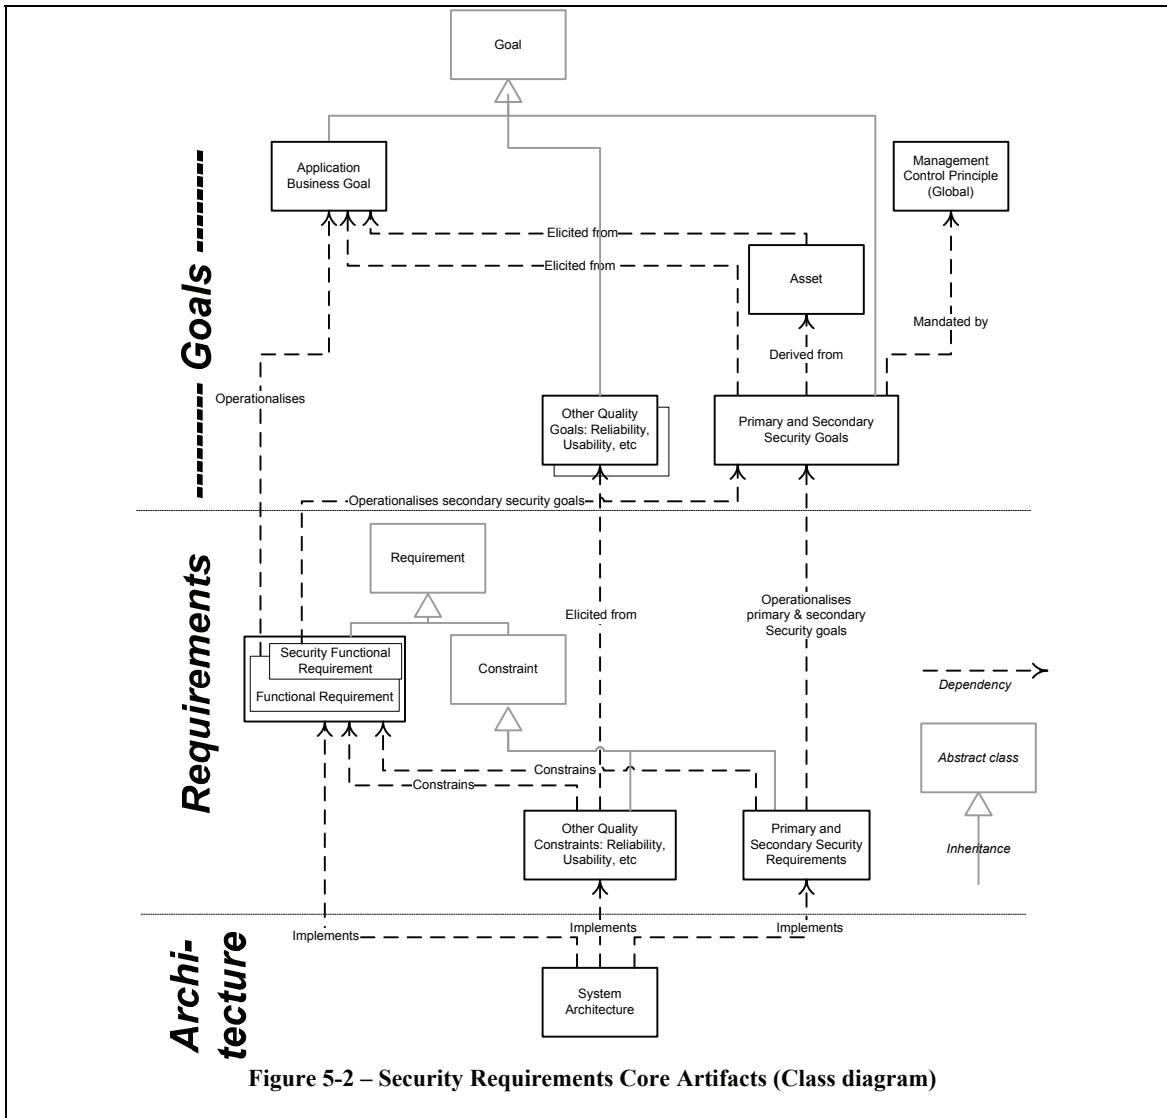 Goal
Application
Business Goal
Management
Control Principle
(Global)
Elicited from
Elicited from
Asset
Mandated by
Derived from
Operationalises
Other Quality
Goals: Reliability,
Usability, etc
Primary and Secondary
Security Goals
Operationalises secondary security goals
------- Goals -------
Requirement
Operationalises
primary & secondary
Security goals
Elicited from
Security Functional
Requirement
Functional Requirement
Constraint
Dependency
Constrains
Constrains
Abstract class
Other Quality
Constraints: Reliability,
Usability, etc
Primary and
Secondary Security
Requirements
Inheritance
Requirements
Implements
Implements
Implements
System
Architecture
Archi-
tecture
Figure 5-2 – Security Requirements Core Artifacts (Class diagram)